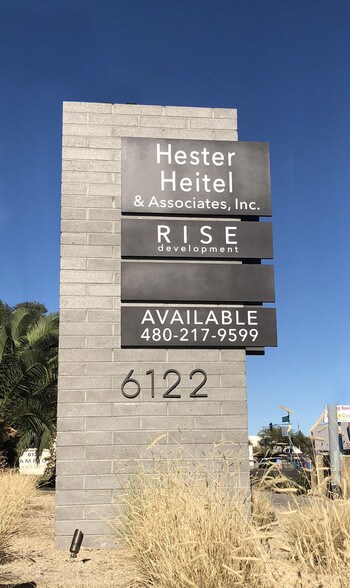 Hester
Heitel
& Associates, Inc.
RISE
development
AVAILABLE
480-217-9599
6122